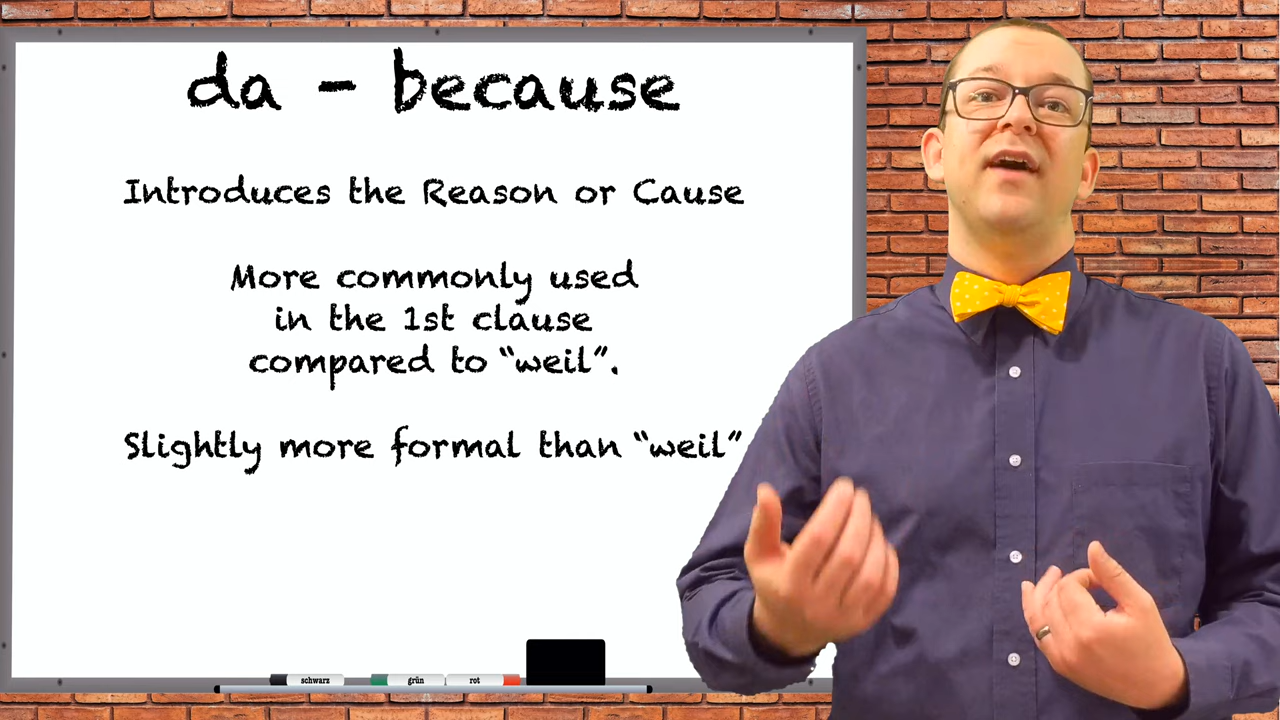 da - because
Introduces the Reason or Cause
More commonly used
in the 1st clause
compared to “weil”.
Slightly more formal than “weil”
schwarz
grün
rot